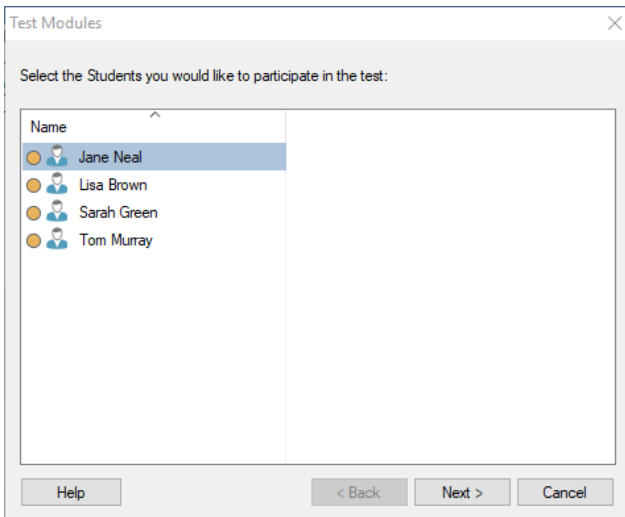 Test Modules
Select the Students you would like to participate in the test:
Name
Jane Neal
Lisa Brown
Sarah Green
Tom Murray
Help < Back Next > Cancel